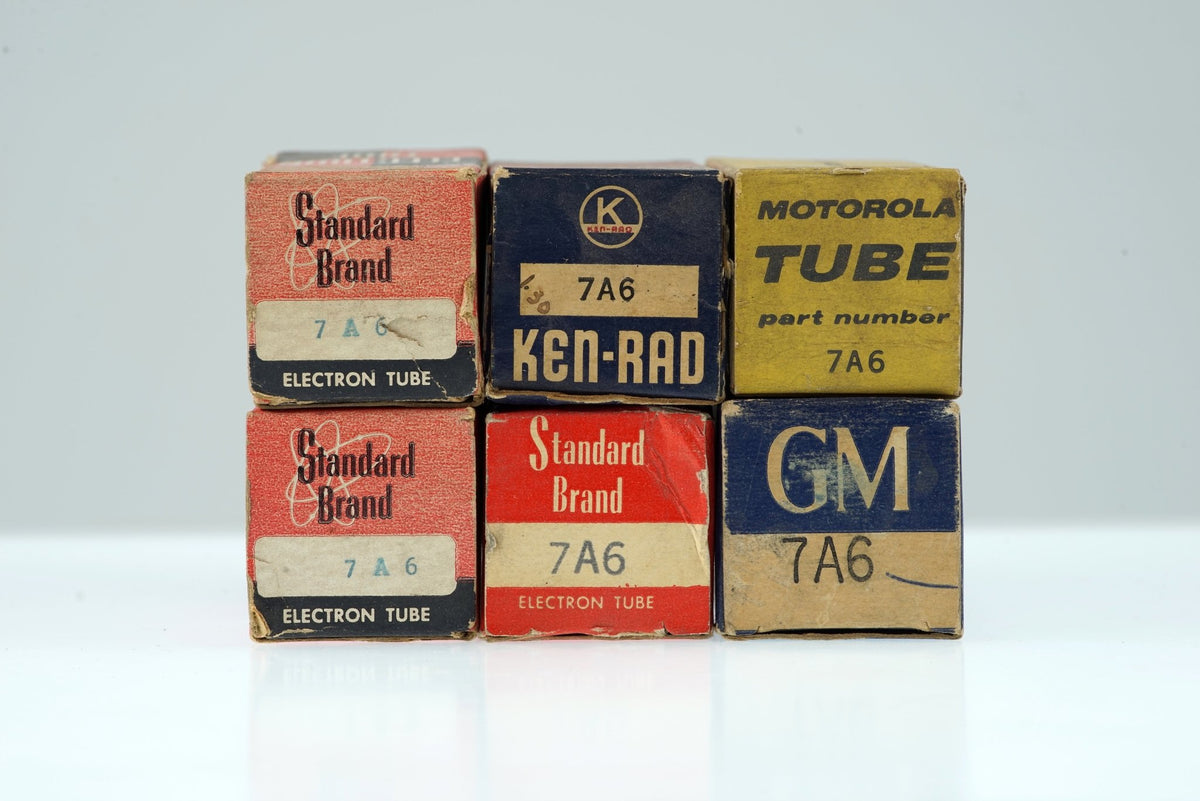 Standard
Brand
7 A 6
ELECTRON TUBE
K
KEN-RAD
7A6
1.30
KEN-RAD
MOTOROLA
TUBE
part number
7A6
Standard
Brand
7 A 6
ELECTRON TUBE
Standard
Brand
7A6
ELECTRON TUBE
GM
7A6